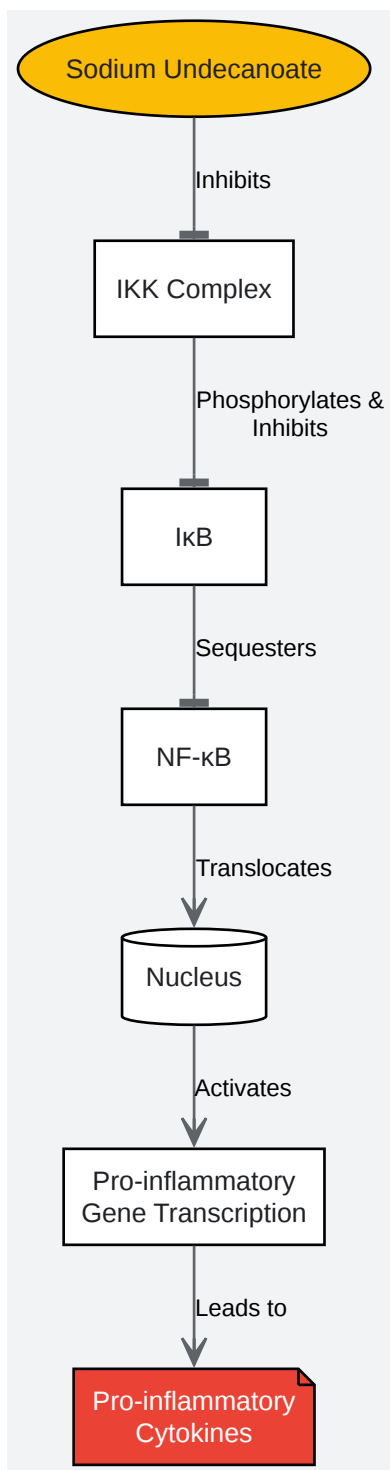 Sodium Undecanoate
Inhibits
IKK Complex
Phosphorylates &
Inhibits
IκB
Sequesters
NF-κB
Translocates
Nucleus
Activates
Pro-inflammatory
Gene Transcription
Leads to
Pro-inflammatory
Cytokines